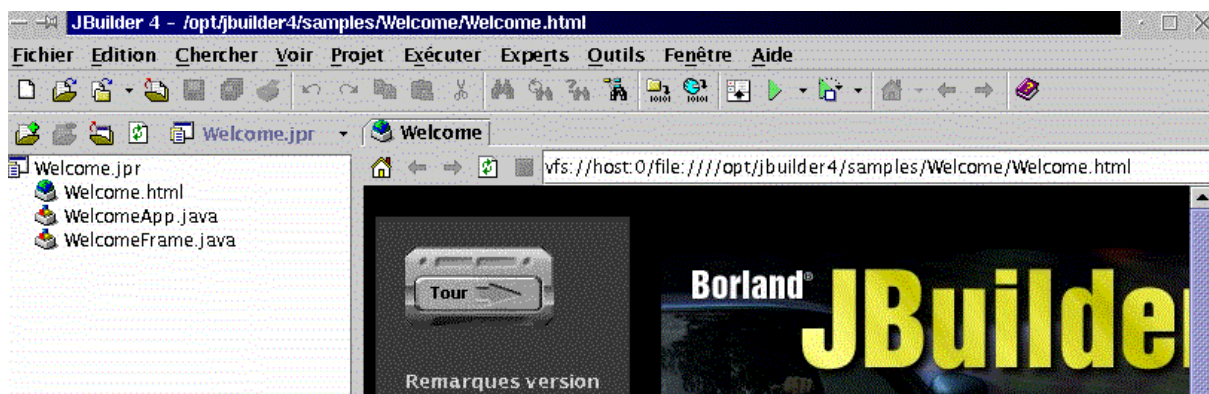 JBuilder 4 – /opt/jbuilder4/samples/Welcome/Welcome.html
Fichier Edition Chercher Voir Projet Exécuter Experts Outils Fenêtre Aide
Welcome.jpr
Welcome
Welcome.jpr
Welcome.html
WelcomeApp.java
WelcomeFrame.java
vfs://host:0/file:////opt/jbuilder4/samples/Welcome/Welcome.html
Tour
Remarques version
Borland®
JBuilde